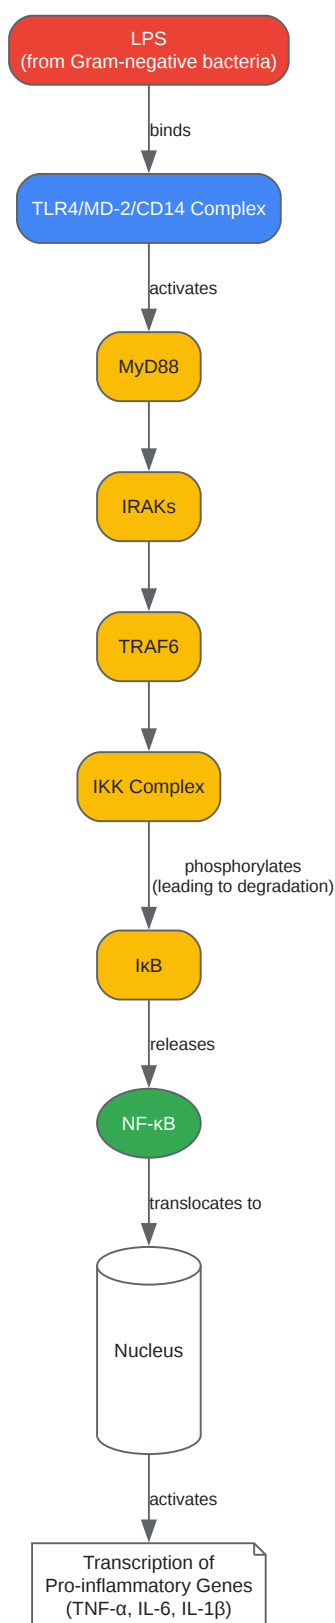 LPS
(from Gram-negative bacteria)
binds
TLR4/MD-2/CD14 Complex
activates
MyD88
IRAKs
TRAF6
IKK Complex
phosphorylates
(leading to degradation)
IκB
releases
NF-κB
translocates to
Nucleus
activates
Transcription of
Pro-inflammatory Genes
(TNF-α, IL-6, IL-1β)